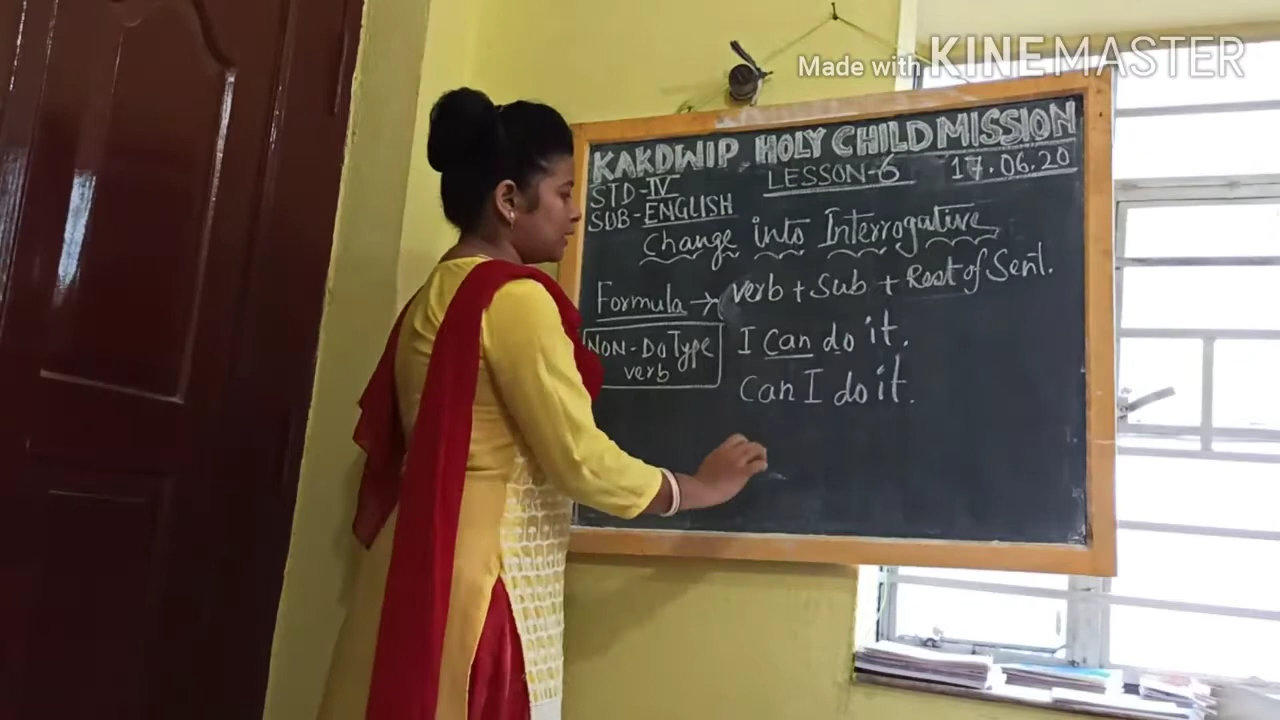 Made with KINEMASTER
KAKDWIP HOLY CHILD MISSION
STD-IV LESSON-6 17.06.20
SUB-ENGLISH
Change into Interrogative
Formula → verb + Sub + Rest of Sent.
NON-DO Type
verb
I can do it.
Can I do it.